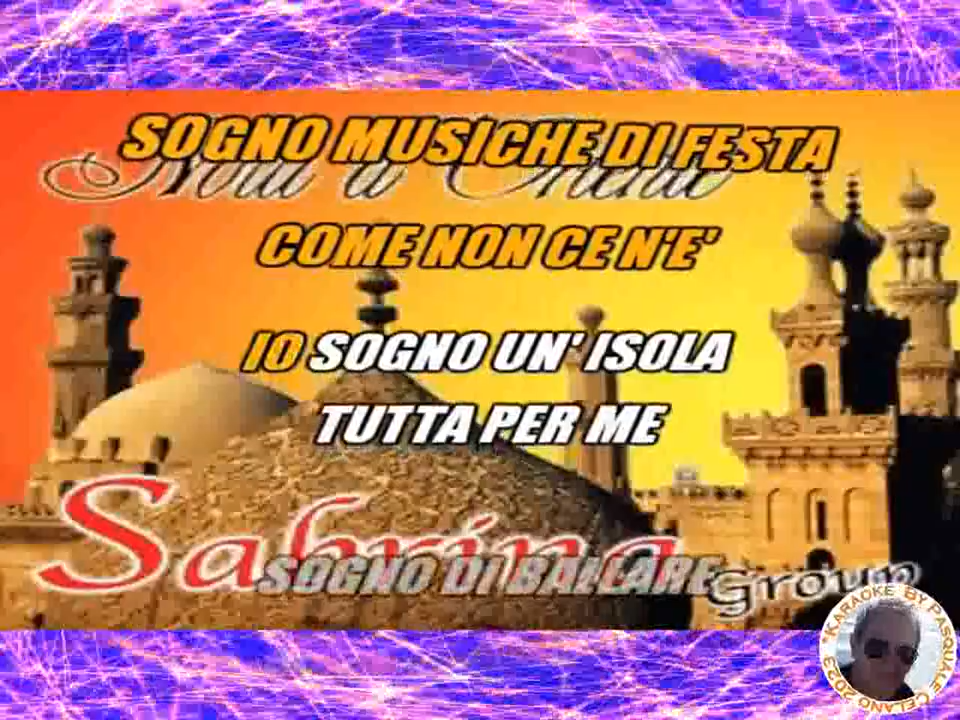 SOGNO MUSICHE DI FESTA
COME NON CE N'E'
IO SOGNO UN' ISOLA
TUTTA PER ME
Sabrina
SOGNO DI BALLARE
Group
*KARAOKE BY PASQUALE CELANO 2023